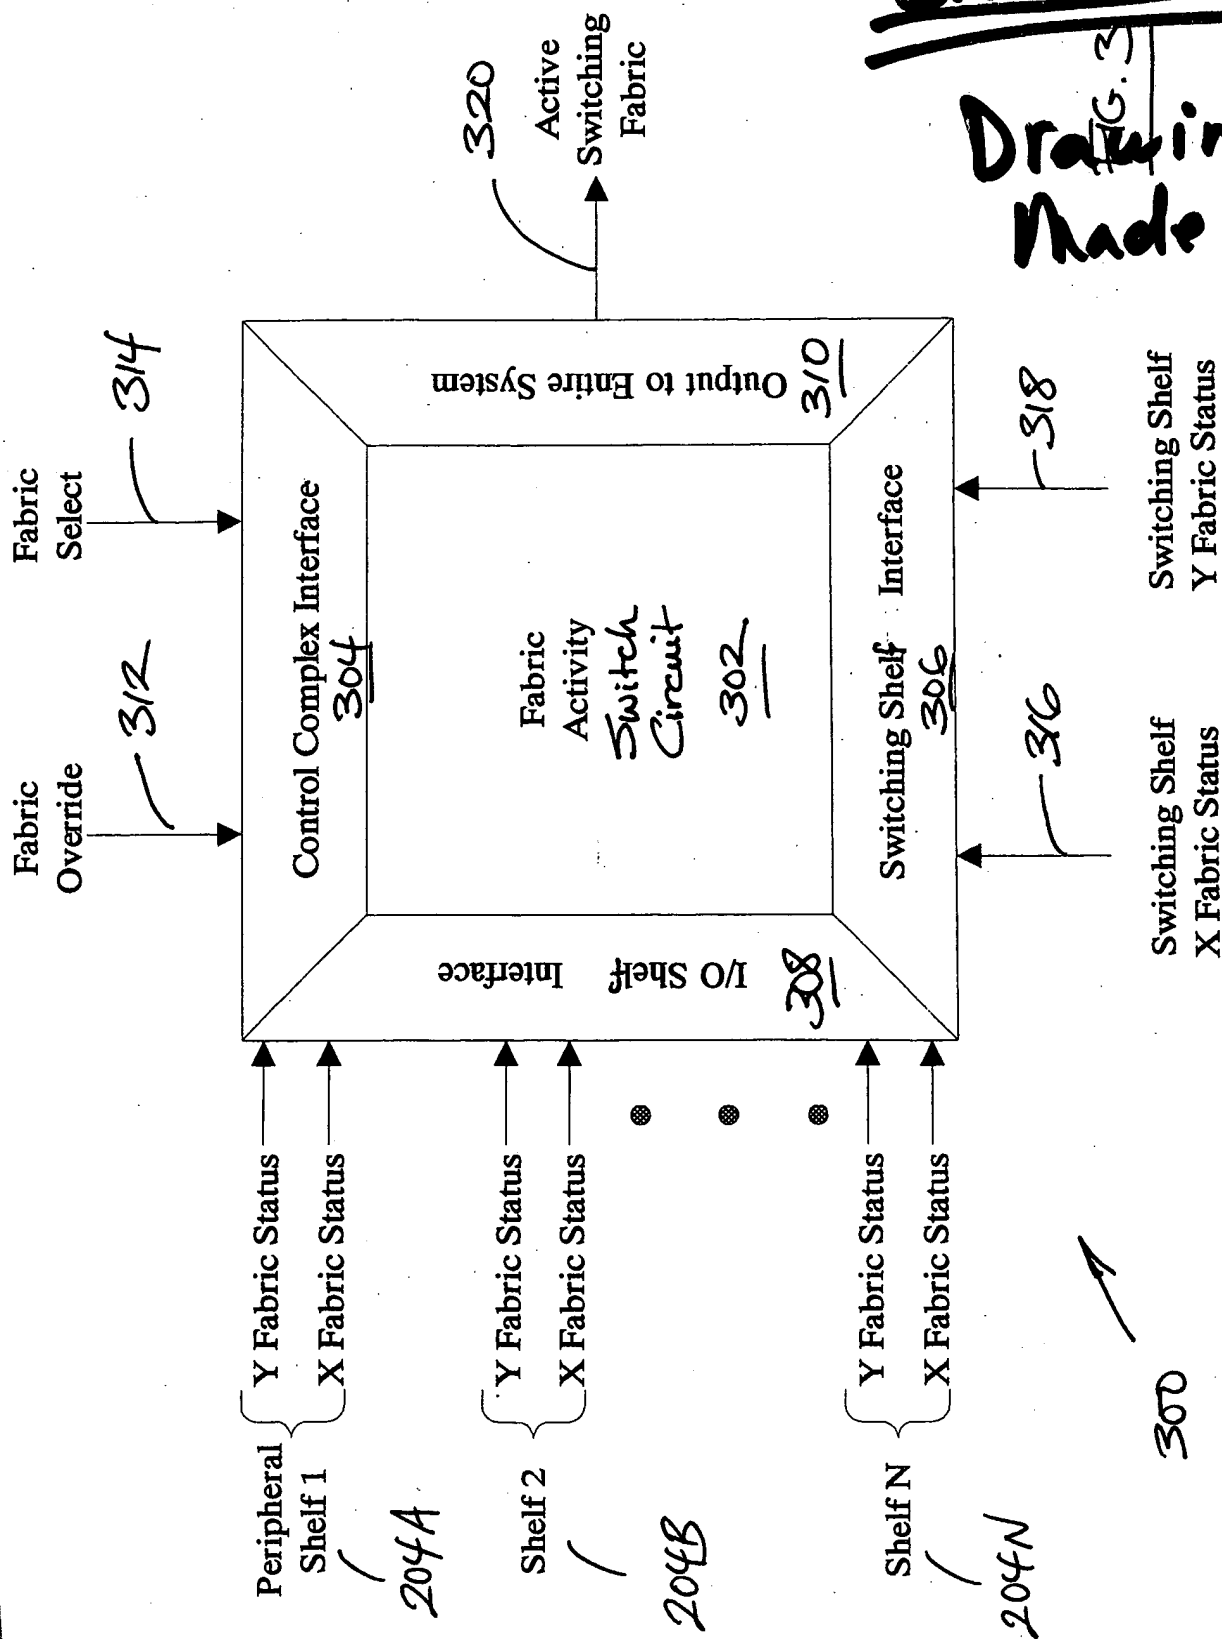 Fabric
Override
312
Fabric
Select
314
Control Complex Interface
304
Peripheral
Shelf 1
204A
Y Fabric Status
X Fabric Status
Shelf 2
204B
Y Fabric Status
X Fabric Status
Shelf N
204N
Y Fabric Status
X Fabric Status
I/O Shelf Interface
308
Fabric
Activity
Switch
Circuit
302
Output to Entire System
310
320
Active
Switching
Fabric
Switching Shelf Interface
306
316
Switching Shelf
X Fabric Status
318
Switching Shelf
Y Fabric Status
300
FIG. 3
Made